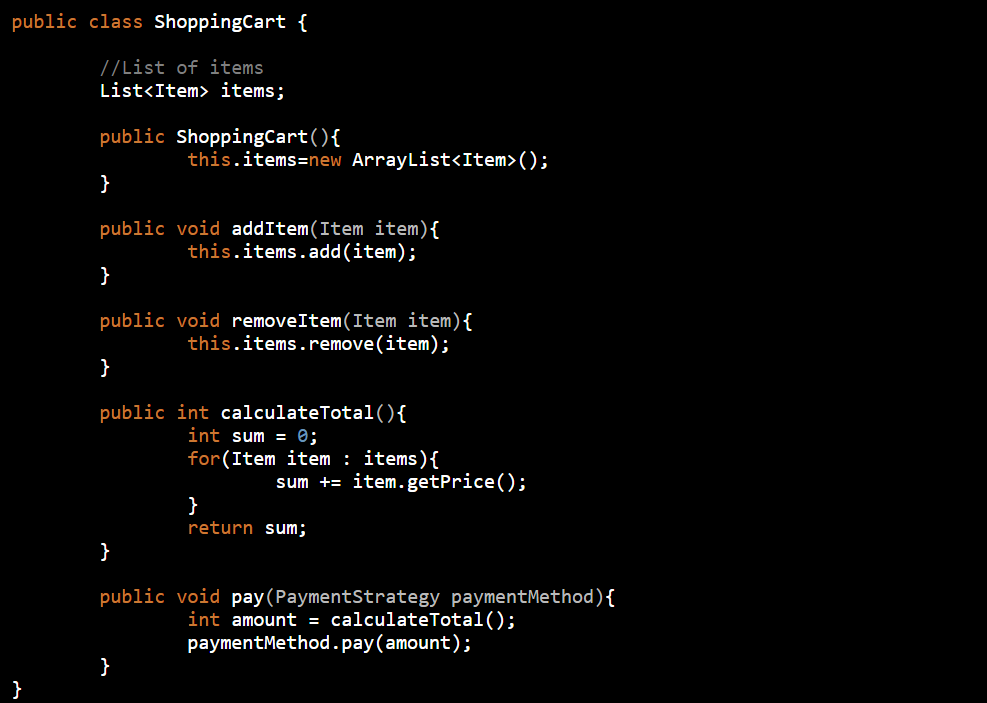 public class ShoppingCart {
//List of items
List<Item> items;
public ShoppingCart(){
this.items=new ArrayList<Item>();
}
public void addItem(Item item){
this.items.add(item);
}
public void removeItem(Item item){
this.items.remove(item);
}
public int calculateTotal(){
int sum = 0;
for(Item item : items){
sum += item.getPrice();
}
return sum;
}
public void pay(PaymentStrategy paymentMethod){
int amount = calculateTotal();
paymentMethod.pay(amount);
}
}